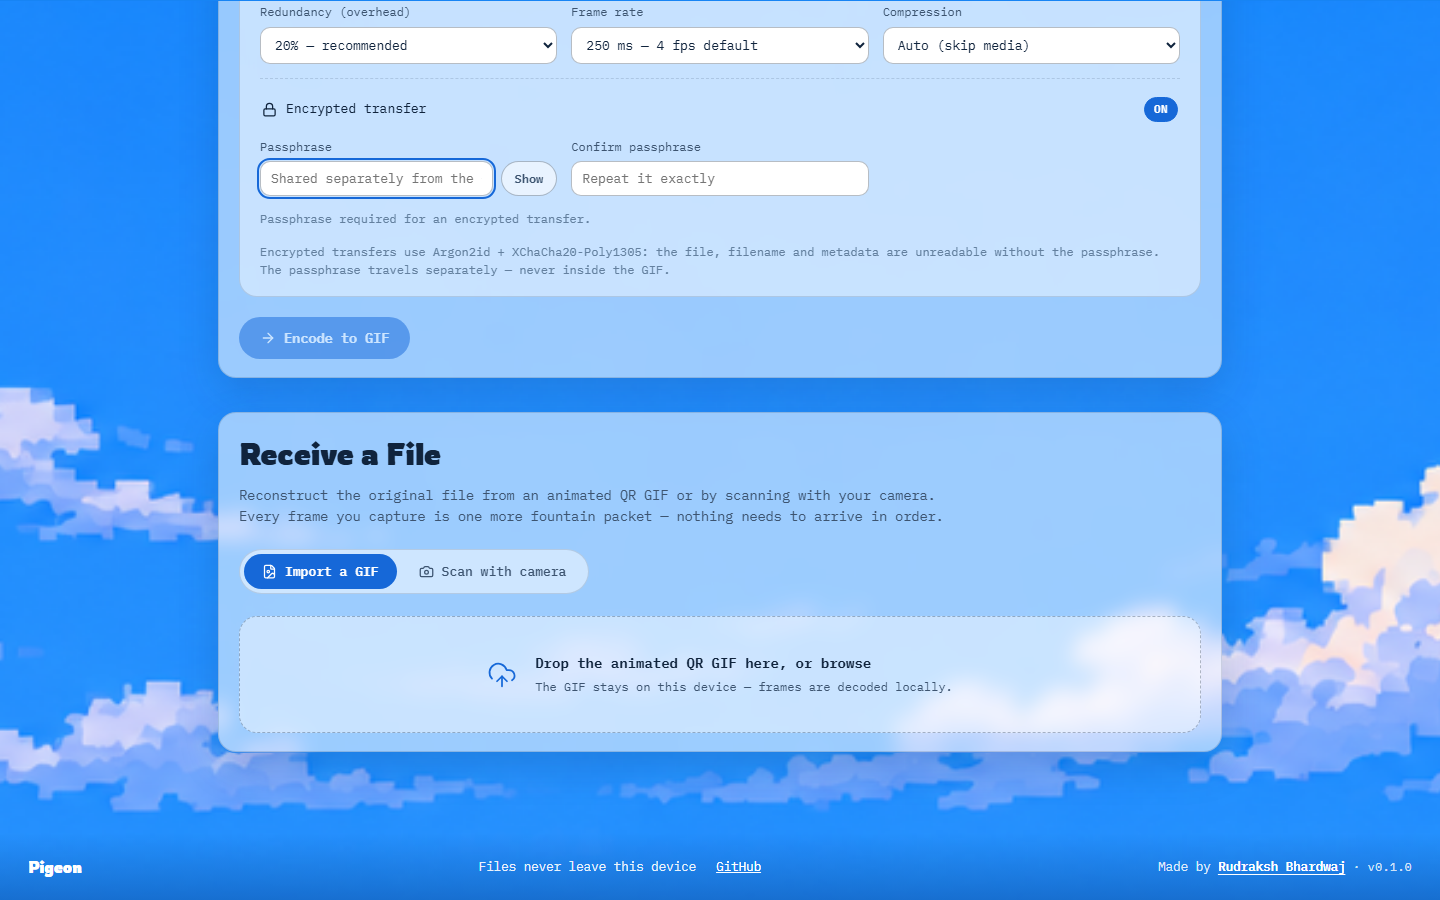 Redundancy (overhead) Frame rate Compression
20% — recommended 250 ms — 4 fps default Auto (skip media)
Encrypted transfer ON
Passphrase Confirm passphrase
Shared separately from the Show Repeat it exactly
Passphrase required for an encrypted transfer.
Encrypted transfers use Argon2id + XChaCha20-Poly1305: the file, filename and metadata are unreadable without the passphrase.
The passphrase travels separately — never inside the GIF.
Encode to GIF
Receive a File
Reconstruct the original file from an animated QR GIF or by scanning with your camera.
Every frame you capture is one more fountain packet — nothing needs to arrive in order.
Import a GIF Scan with camera
Drop the animated QR GIF here, or browse
The GIF stays on this device — frames are decoded locally.
Pigeon Files never leave this device GitHub Made by Rudraksh Bhardwaj · v0.1.0